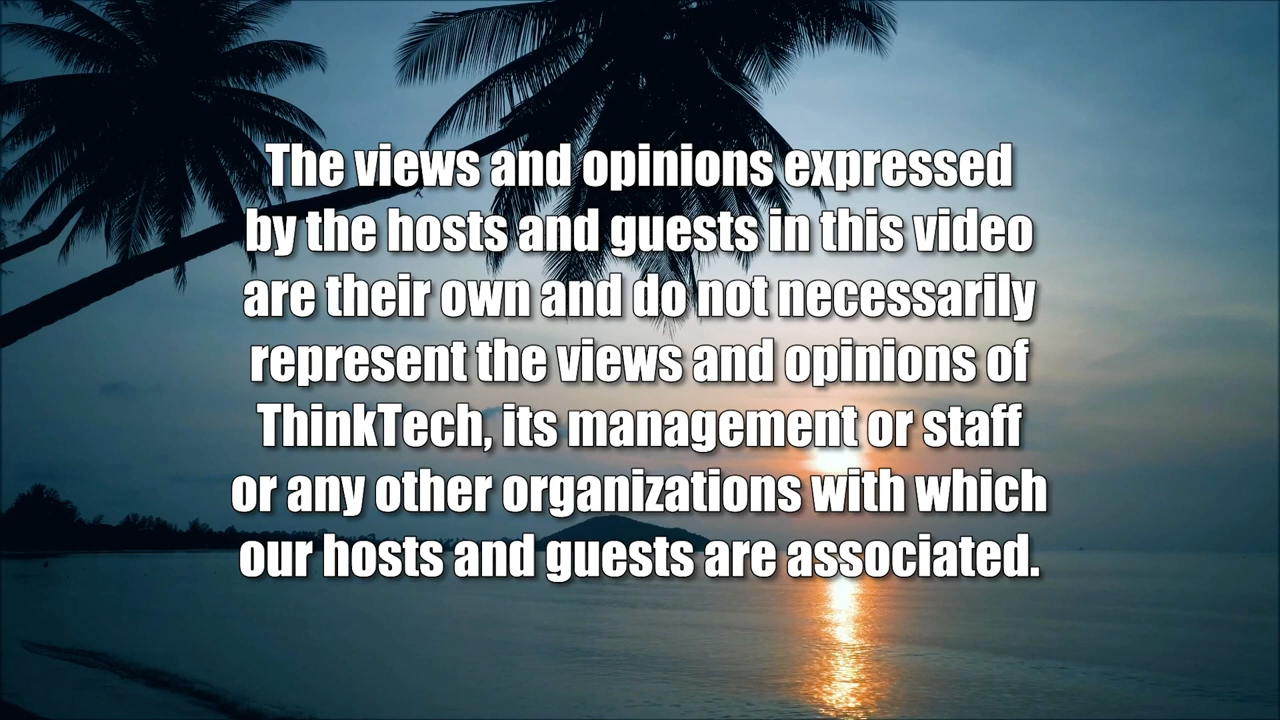 The views and opinions expressed
by the hosts and guests in this video
are their own and do not necessarily
represent the views and opinions of
ThinkTech, its management or staff
or any other organizations with which
our hosts and guests are associated.